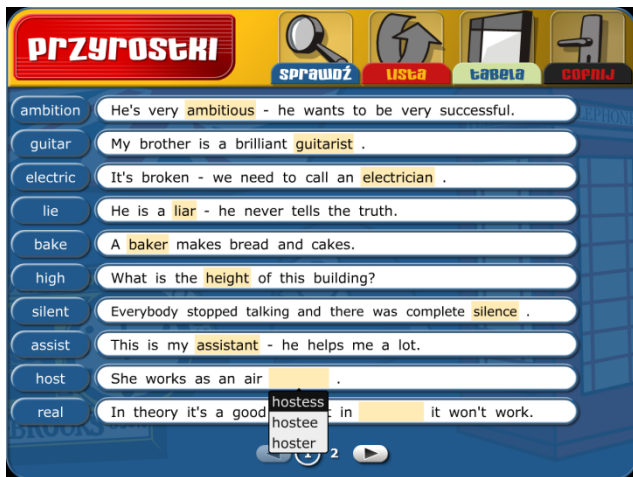 PRZYROSTKI
SPRAWDŹ LISTA TABELA COFNIJ
ambition He's very ambitious - he wants to be very successful.
guitar My brother is a brilliant guitarist .
electric It's broken - we need to call an electrician .
lie He is a liar - he never tells the truth.
bake A baker makes bread and cakes.
high What is the height of this building?
silent Everybody stopped talking and there was complete silence .
assist This is my assistant - he helps me a lot.
host She works as an air .
hostess
real In theory it's a good in it won't work.
hostee
hoster
1 2